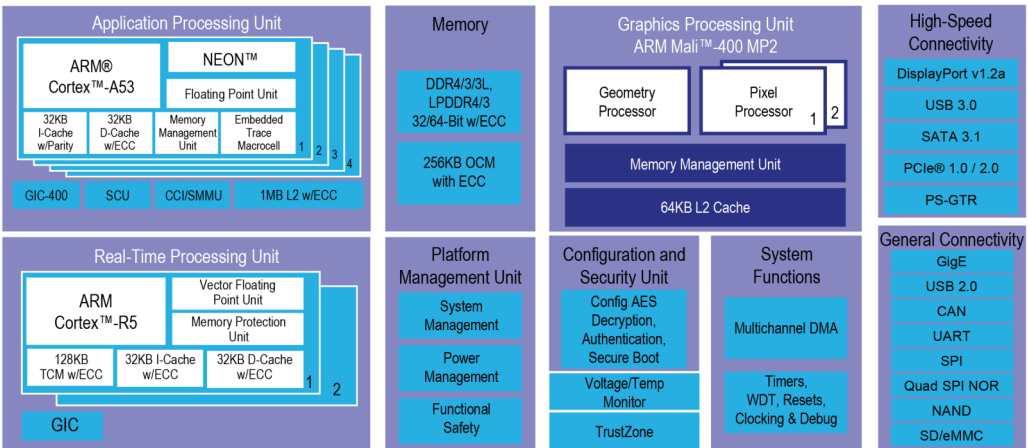 Application Processing Unit
ARM®
Cortex™-A53
NEON™
Floating Point Unit
32KB
I-Cache
w/Parity
32KB
D-Cache
w/ECC
Memory
Management
Unit
Embedded
Trace
Macrocell
1
2
3
4
GIC-400
SCU
CCI/SMMU
1MB L2 w/ECC
Memory
DDR4/3/3L,
LPDDR4/3
32/64-Bit w/ECC
256KB OCM
with ECC
Graphics Processing Unit
ARM Mali™-400 MP2
Geometry
Processor
Pixel
Processor
1
2
Memory Management Unit
64KB L2 Cache
High-Speed
Connectivity
DisplayPort v1.2a
USB 3.0
SATA 3.1
PCIe® 1.0 / 2.0
PS-GTR
Real-Time Processing Unit
ARM
Cortex™-R5
Vector Floating
Point Unit
Memory Protection
Unit
128KB
TCM w/ECC
32KB I-Cache
w/ECC
32KB D-Cache
w/ECC
1
2
GIC
Platform
Management Unit
System
Management
Power
Management
Functional
Safety
Configuration and
Security Unit
Config AES
Decryption,
Authentication,
Secure Boot
Voltage/Temp
Monitor
TrustZone
System
Functions
Multichannel DMA
Timers,
WDT, Resets,
Clocking & Debug
General Connectivity
GigE
USB 2.0
CAN
UART
SPI
Quad SPI NOR
NAND
SD/eMMC